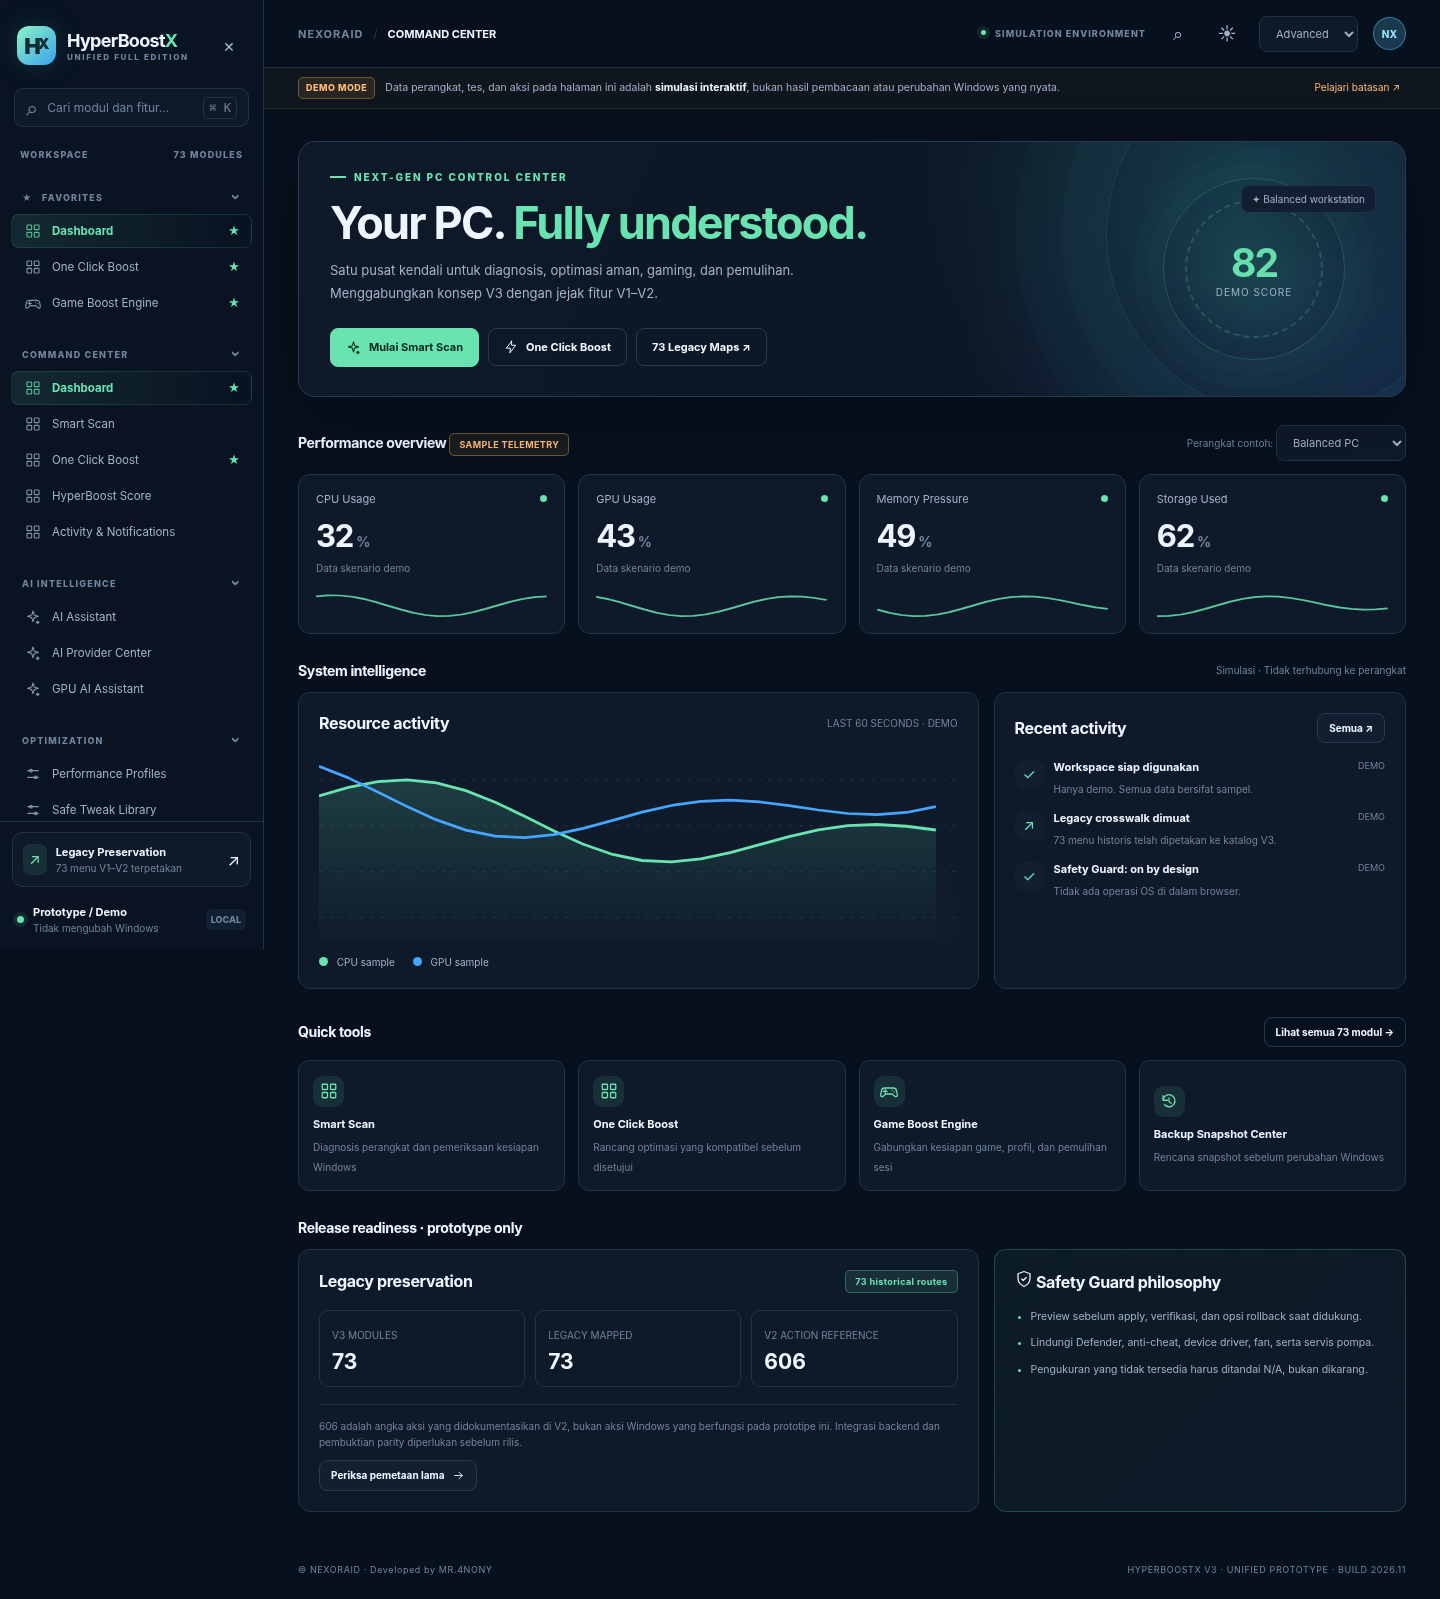 HX
HyperBoostX
UNIFIED FULL EDITION
Cari modul dan fitur...
⌘ K
WORKSPACE
73 MODULES
FAVORITES
Dashboard
One Click Boost
Game Boost Engine
COMMAND CENTER
Dashboard
Smart Scan
One Click Boost
HyperBoost Score
Activity & Notifications
AI INTELLIGENCE
AI Assistant
AI Provider Center
GPU AI Assistant
OPTIMIZATION
Performance Profiles
Safe Tweak Library
Legacy Preservation
73 menu V1–V2 terpetakan
Prototype / Demo
Tidak mengubah Windows
LOCAL
NEXORAID / COMMAND CENTER
SIMULATION ENVIRONMENT
Advanced
NX
DEMO MODE
Data perangkat, tes, dan aksi pada halaman ini adalah simulasi interaktif, bukan hasil pembacaan atau perubahan Windows yang nyata.
Pelajari batasan ↗
NEXT-GEN PC CONTROL CENTER
Your PC. Fully understood.
Satu pusat kendali untuk diagnosis, optimasi aman, gaming, dan pemulihan.
Menggabungkan konsep V3 dengan jejak fitur V1–V2.
Mulai Smart Scan
One Click Boost
73 Legacy Maps ↗
✦ Balanced workstation
82
DEMO SCORE
Performance overview
SAMPLE TELEMETRY
Perangkat contoh:
Balanced PC
CPU Usage
32 %
Data skenario demo
GPU Usage
43 %
Data skenario demo
Memory Pressure
49 %
Data skenario demo
Storage Used
62 %
Data skenario demo
System intelligence
Simulasi · Tidak terhubung ke perangkat
Resource activity
LAST 60 SECONDS · DEMO
CPU sample
GPU sample
Recent activity
Semua ↗
Workspace siap digunakan
DEMO
Hanya demo. Semua data bersifat sampel.
Legacy crosswalk dimuat
DEMO
73 menu historis telah dipetakan ke katalog V3.
Safety Guard: on by design
DEMO
Tidak ada operasi OS di dalam browser.
Quick tools
Lihat semua 73 modul →
Smart Scan
Diagnosis perangkat dan pemeriksaan kesiapan
Windows
One Click Boost
Rancang optimasi yang kompatibel sebelum
disetujui
Game Boost Engine
Gabungkan kesiapan game, profil, dan pemulihan
sesi
Backup Snapshot Center
Rencana snapshot sebelum perubahan Windows
Release readiness · prototype only
Legacy preservation
73 historical routes
V3 MODULES
73
LEGACY MAPPED
73
V2 ACTION REFERENCE
606
606 adalah angka aksi yang didokumentasikan di V2, bukan aksi Windows yang berfungsi pada prototipe ini. Integrasi backend dan
pembuktian parity diperlukan sebelum rilis.
Periksa pemetaan lama →
Safety Guard philosophy
• Preview sebelum apply, verifikasi, dan opsi rollback saat didukung.
• Lindungi Defender, anti-cheat, device driver, fan, serta servis pompa.
• Pengukuran yang tidak tersedia harus ditandai N/A, bukan dikarang.
© NEXORAID · Developed by MR.4NONY
HYPERBOOSTX V3 · UNIFIED PROTOTYPE · BUILD 2026.11